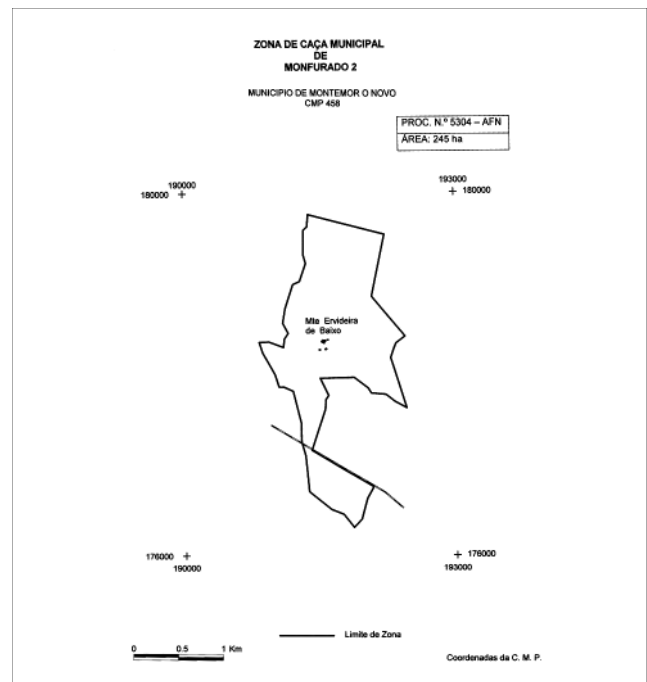 ZONA DE CAÇA MUNICIPAL
DE
MONFURADO 2
MUNICIPIO DE MONTEMOR O NOVO
CMP 458
PROC. N.º 5304 – AFN
ÁREA: 245 ha
190000
180000
193000
180000
Mte Ervideira
de Baixo
176000
190000
176000
193000
Limite de Zona
0 0.5 1 Km
Coordenadas da C. M. P.